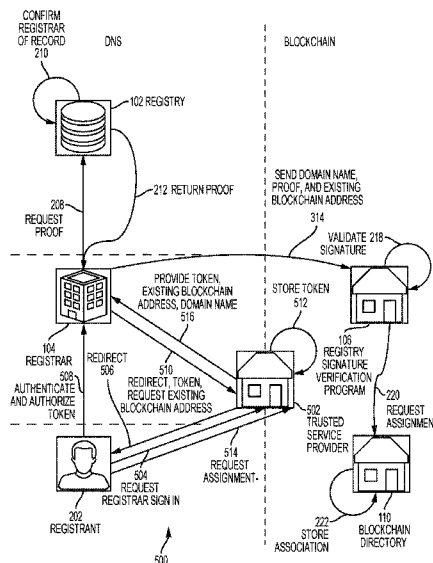 CONFIRM
REGISTRAR
OF RECORD
210
DNS
BLOCKCHAIN
102 REGISTRY
212 RETURN PROOF
208
REQUEST
PROOF
SEND DOMAIN NAME,
PROOF, AND EXISTING
BLOCKCHAIN ADDRESS
314
VALIDATE 218
SIGNATURE
PROVIDE TOKEN,
EXISTING BLOCKCHAIN
ADDRESS, DOMAIN NAME
516
STORE TOKEN
512
104
REGISTRAR
REDIRECT
506
508
AUTHENTICATE
AND AUTHORIZE
TOKEN
510
REDIRECT, TOKEN,
REQUEST EXISTING
BLOCKCHAIN ADDRESS
106
REGISTRY
SIGNATURE
VERIFICATION
PROGRAM
502
TRUSTED
SERVICE
PROVIDER
220
REQUEST
ASSIGNMENT
514
REQUEST
ASSIGNMENT
504
REQUEST
REGISTRAR SIGN IN
202
REGISTRANT
222
STORE
ASSOCIATION
110
BLOCKCHAIN
DIRECTORY
500